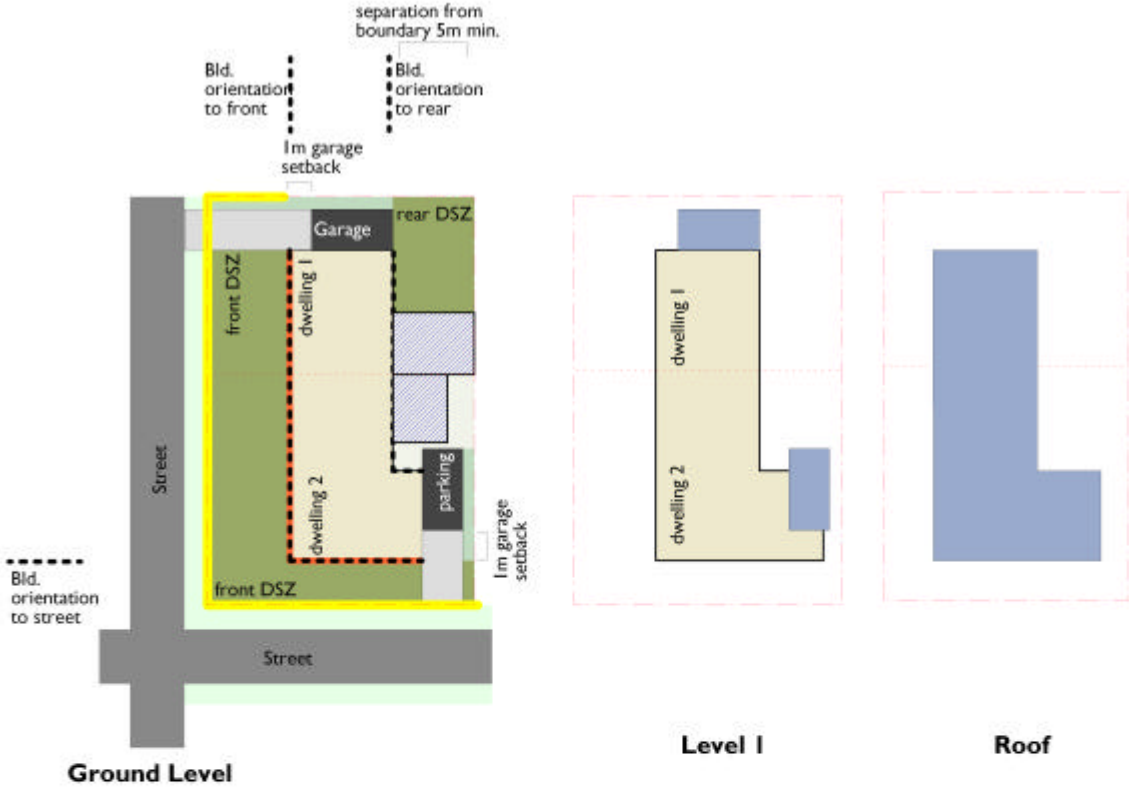 separation from
boundary 5m min.
Bld.
orientation
to front
Bld.
orientation
to rear
1m garage
setback
Garage
rear DSZ
front DSZ
dwelling 1
dwelling 2
parking
1m garage
setback
front DSZ
Street
Street
Bld.
orientation
to street
Ground Level
dwelling 1
dwelling 2
Level 1
Roof